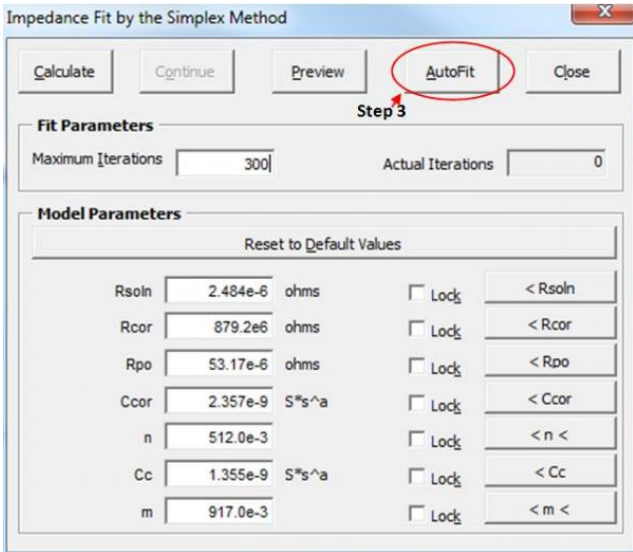 Impedance Fit by the Simplex Method
Calculate Continue Preview AutoFit Close
Step 3
Fit Parameters
Maximum Iterations 300 Actual Iterations 0
Model Parameters
Reset to Default Values
Rsoln 2.484e-6 ohms Lock < Rsoln
Rcor 879.2e6 ohms Lock < Rcor
Rpo 53.17e-6 ohms Lock < Rpo
Ccor 2.357e-9 S*s^a Lock < Ccor
n 512.0e-3 Lock < n <
Cc 1.355e-9 S*s^a Lock < Cc
m 917.0e-3 Lock < m <